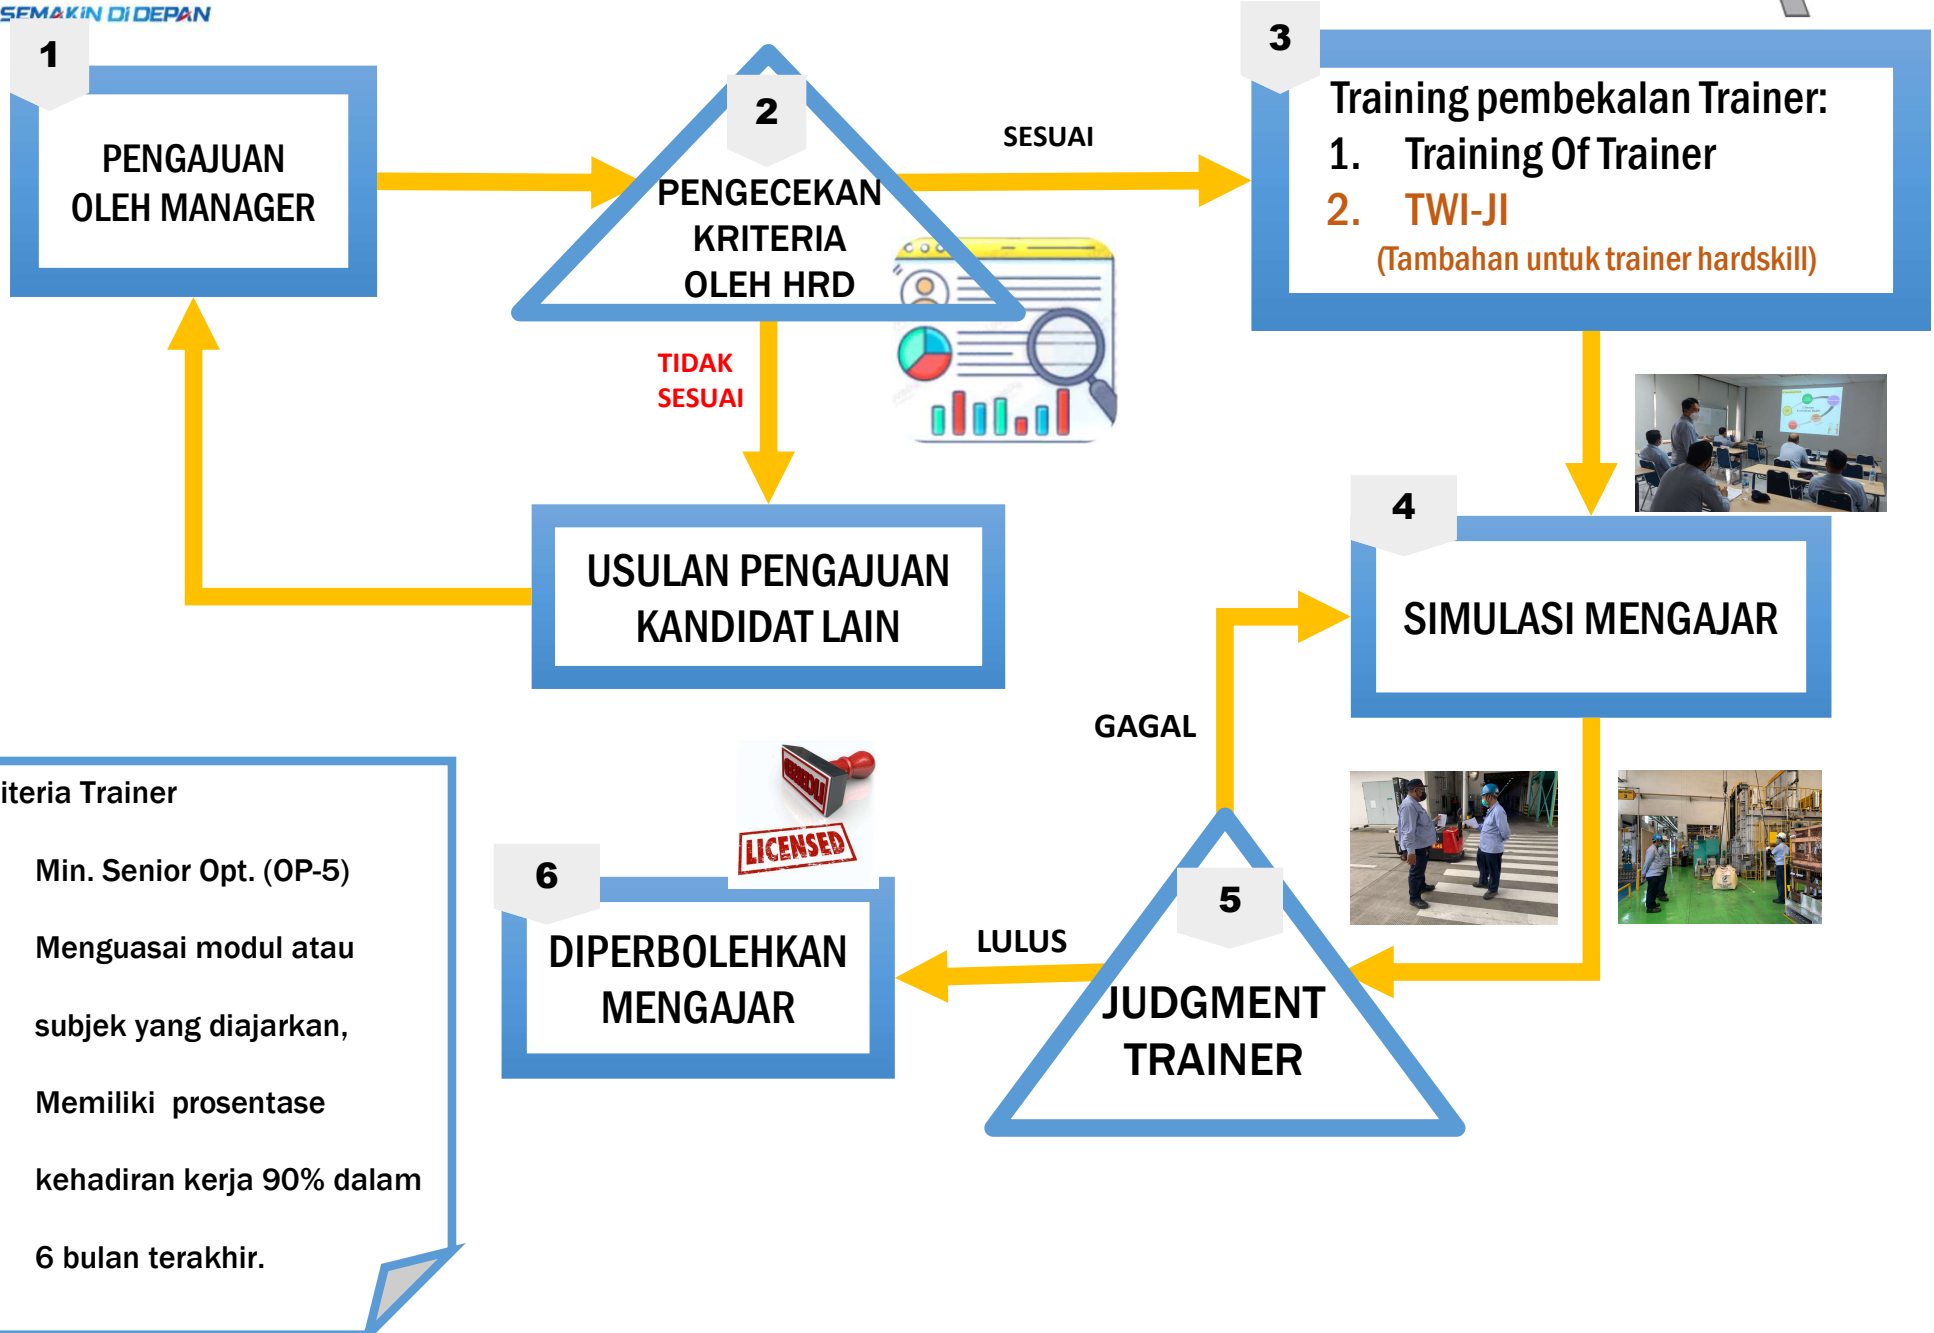 SEMAKIN DI DEPAN
1
PENGAJUAN
OLEH MANAGER
2
PENGECEKAN
KRITERIA
OLEH HRD
SESUAI
3
Training pembekalan Trainer:
1. Training Of Trainer
2. TWI-JI
(Tambahan untuk trainer hardskill)
TIDAK
SESUAI
USULAN PENGAJUAN
KANDIDAT LAIN
4
SIMULASI MENGAJAR
GAGAL
5
JUDGMENT
TRAINER
LULUS
LICENSED
6
DIPERBOLEHKAN
MENGAJAR
iteria Trainer
Min. Senior Opt. (OP-5)
Menguasai modul atau
subjek yang diajarkan,
Memiliki prosentase
kehadiran kerja 90% dalam
6 bulan terakhir.